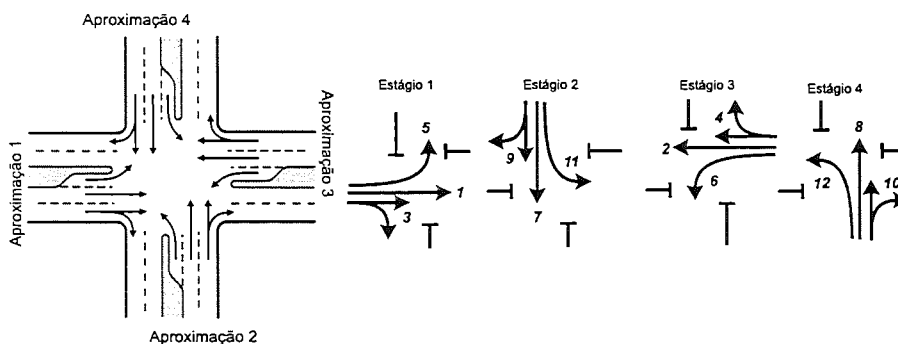 Aproximação 4
Aproximação 1
Aproximação 3
Aproximação 2
Estágio 1
5
1
3
Estágio 2
9
11
7
Estágio 3
4
2
6
Estágio 4
8
12
10